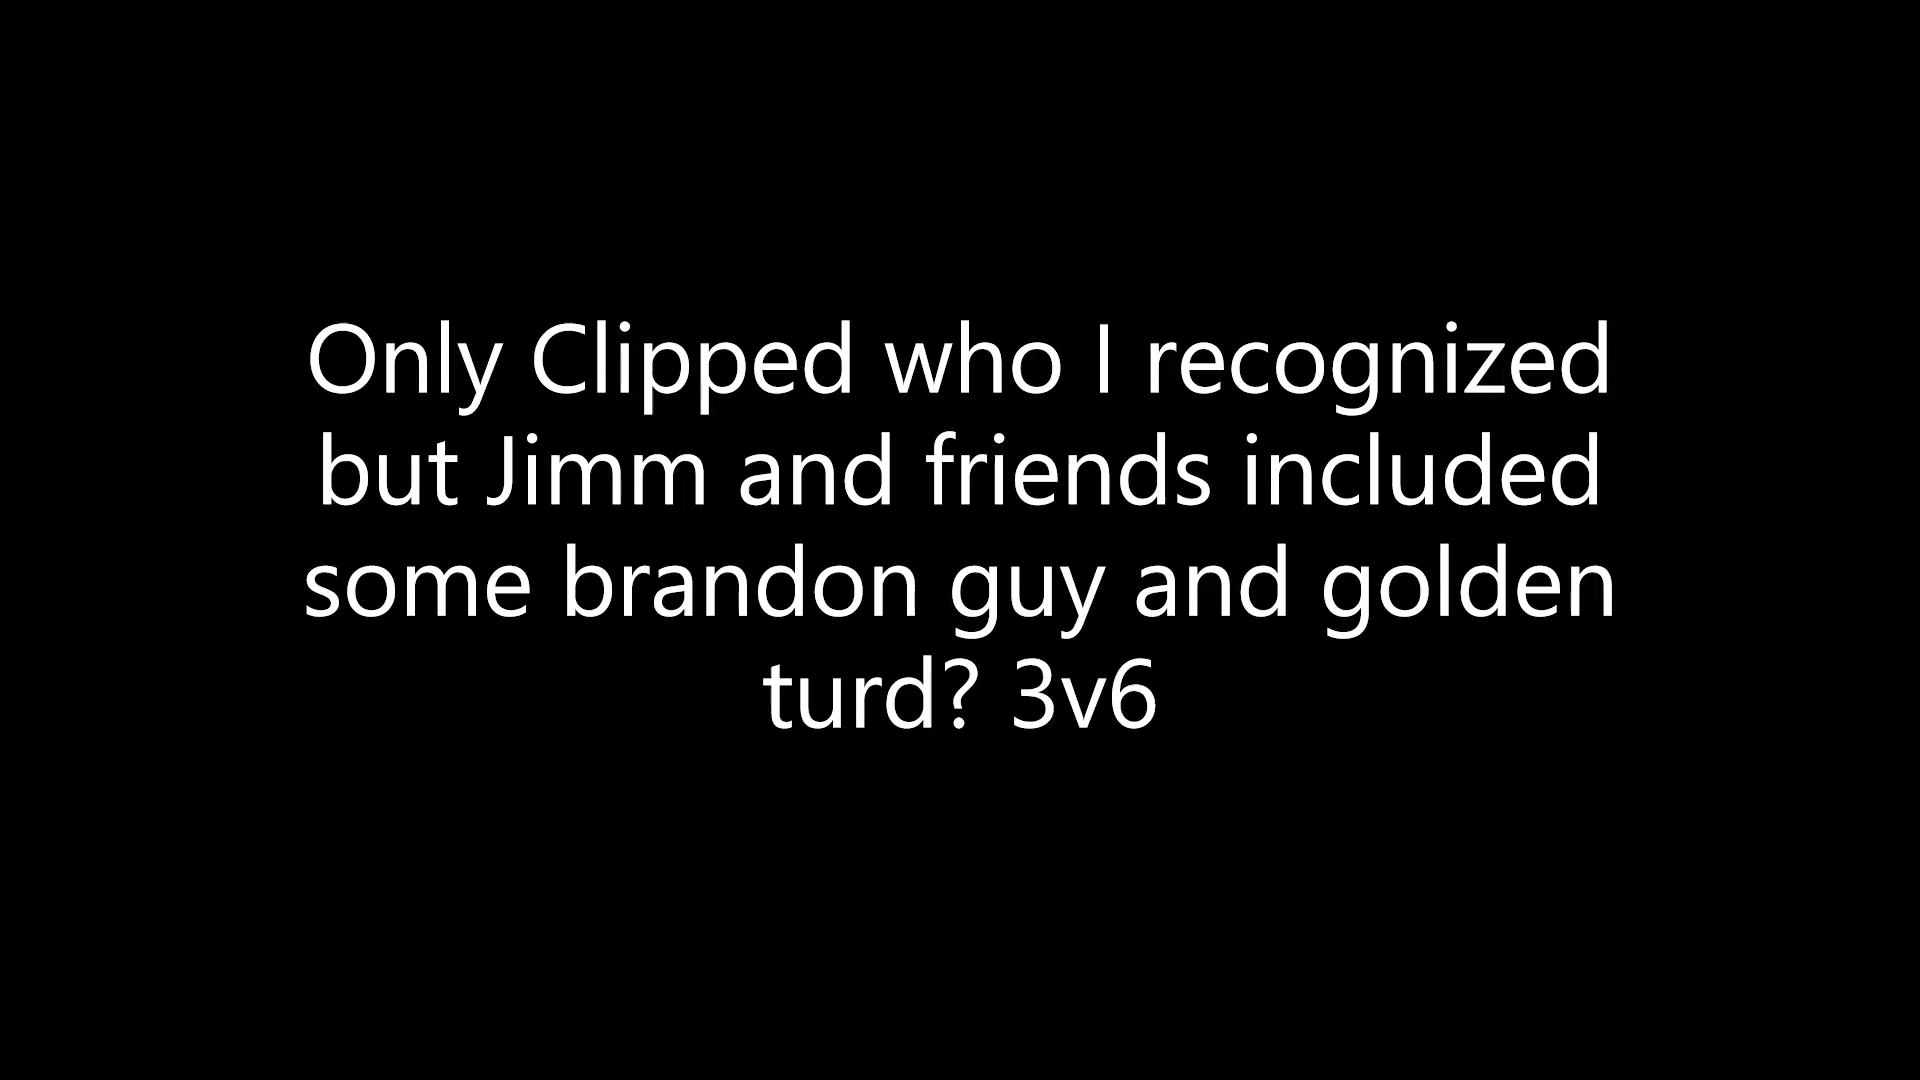 Only Clipped who I recognized
but Jimm and friends included
some brandon guy and golden
turd? 3v6